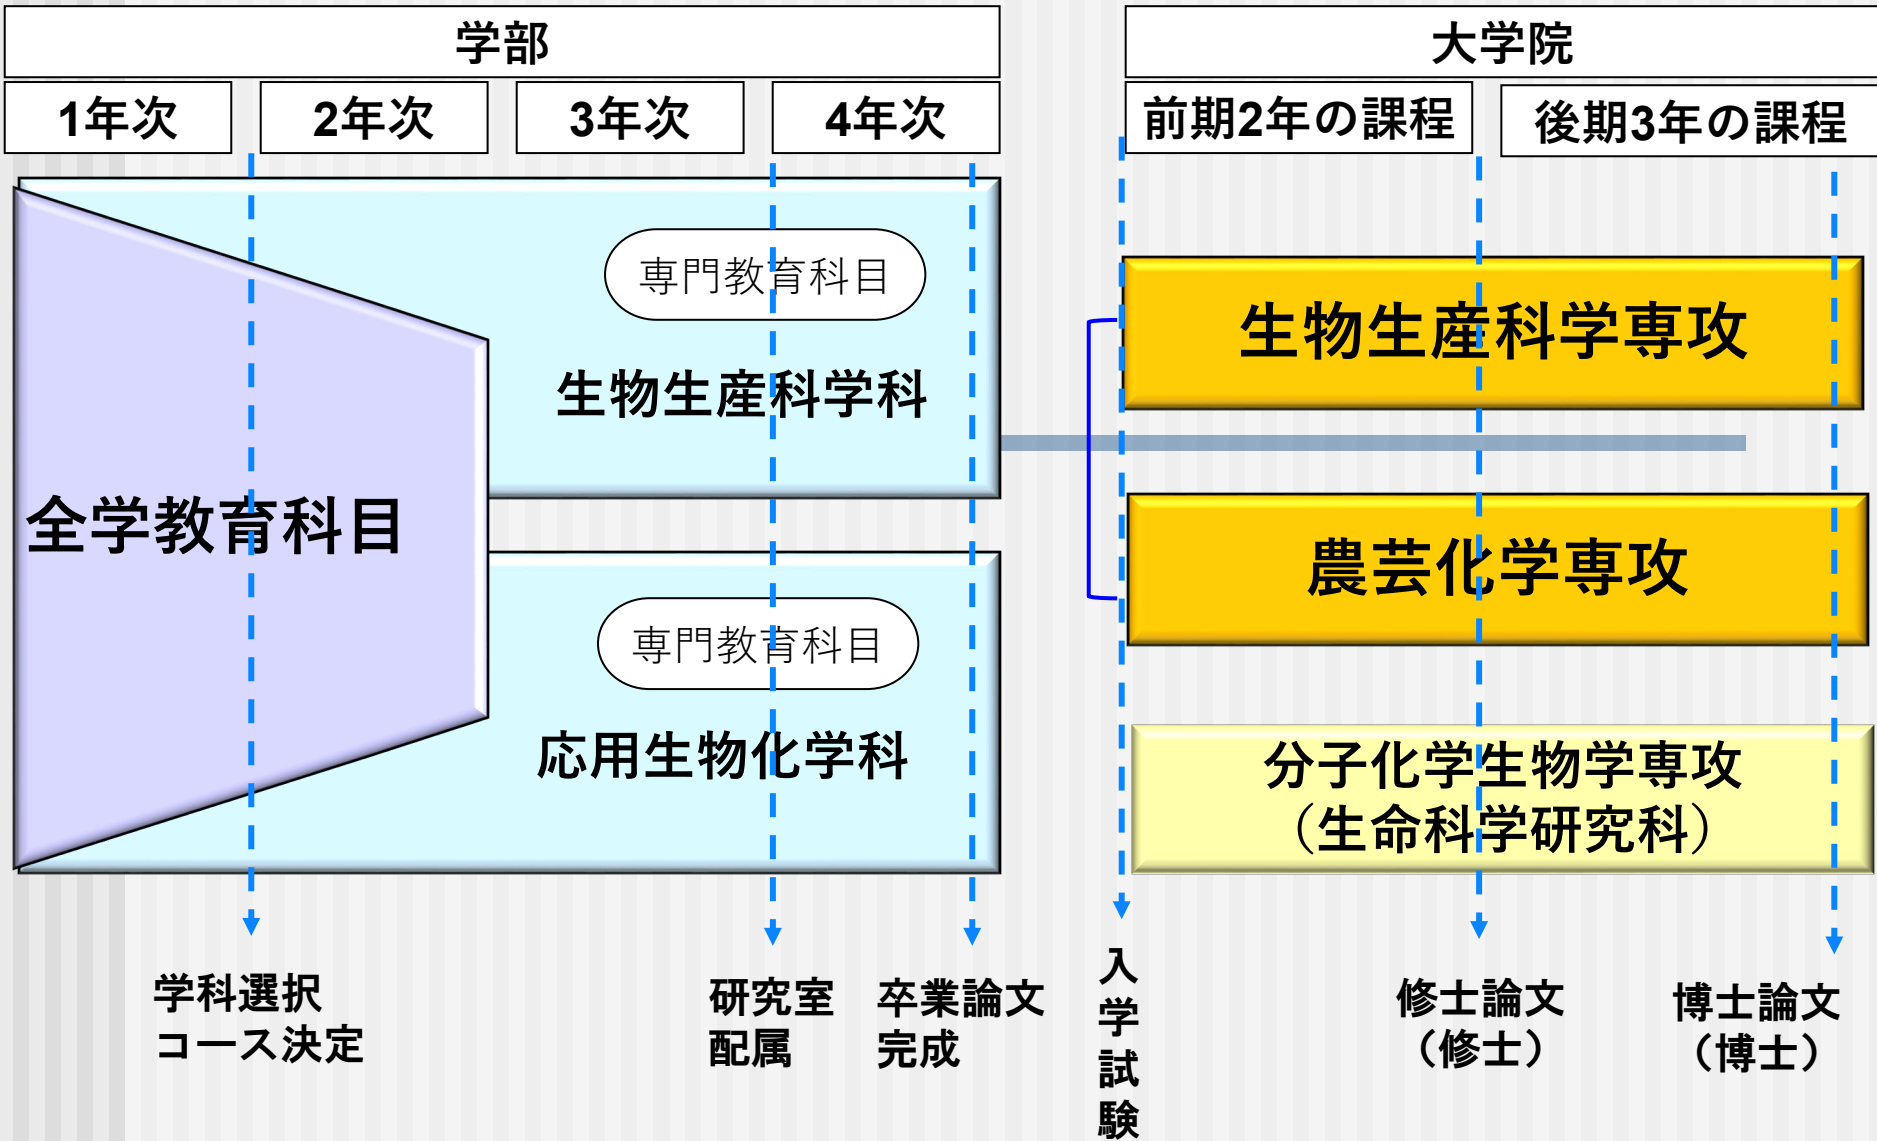 学部
大学院
1年次
2年次
3年次
4年次
前期2年の課程
後期3年の課程
専門教育科目
生物生産科学科
全学教育科目
専門教育科目
応用生物化学科
生物生産科学専攻
農芸化学専攻
分子化学生物学専攻
（生命科学研究科）
学科選択
コース決定
研究室
配属
卒業論文
完成
入学試験
修士論文
（修士）
博士論文
（博士）